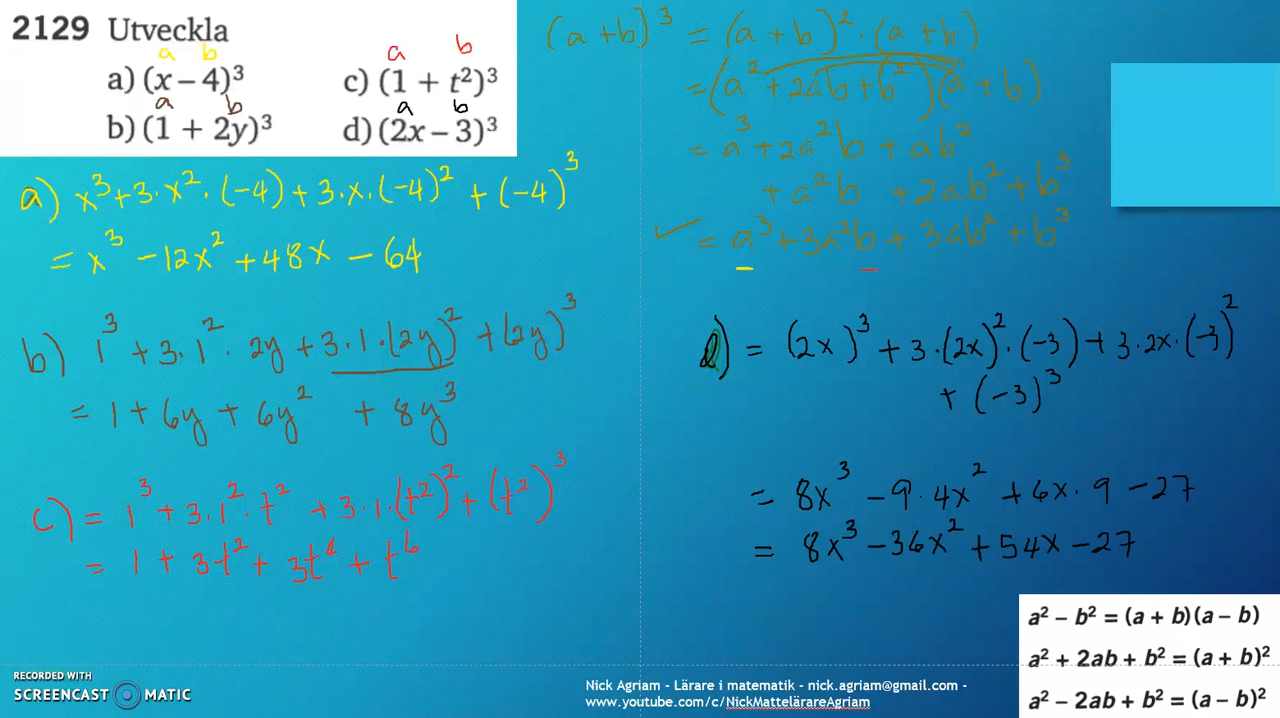 2129 Utveckla
a b
a) (x − 4)³
a b
b) (1 + 2y)³
a b
c) (1 + t²)³
a b
d) (2x − 3)³
(a+b)³ = (a+b)²·(a+b)
=(a²+2ab+b²)(a+b)
= a³+2a²b+ab²
+a²b +2ab²+b³
= a³+3a²b+3ab²+b³
a) x³+3·x²·(-4)+3·x·(-4)²+(-4)³
= x³-12x²+48x-64
b) 1³+3·1²·2y+3·1·(2y)²+(2y)³
= 1+6y+6y² +8y³
c) = 1³+3·1²·t²+3·1·(t²)²+(t²)³
= 1+3t²+3t⁴+t⁶
d) = (2x)³+3·(2x)²·(-3)+3·2x·(-3)²
+(-3)³
= 8x³-9·4x²+6x·9-27
= 8x³-36x²+54x-27
a² − b² = (a + b)(a − b)
a² + 2ab + b² = (a + b)²
a² − 2ab + b² = (a − b)²
RECORDED WITH
SCREENCAST MATIC
Nick Agriam - Lärare i matematik - nick.agriam@gmail.com -
www.youtube.com/c/NickMattelärareAgriam